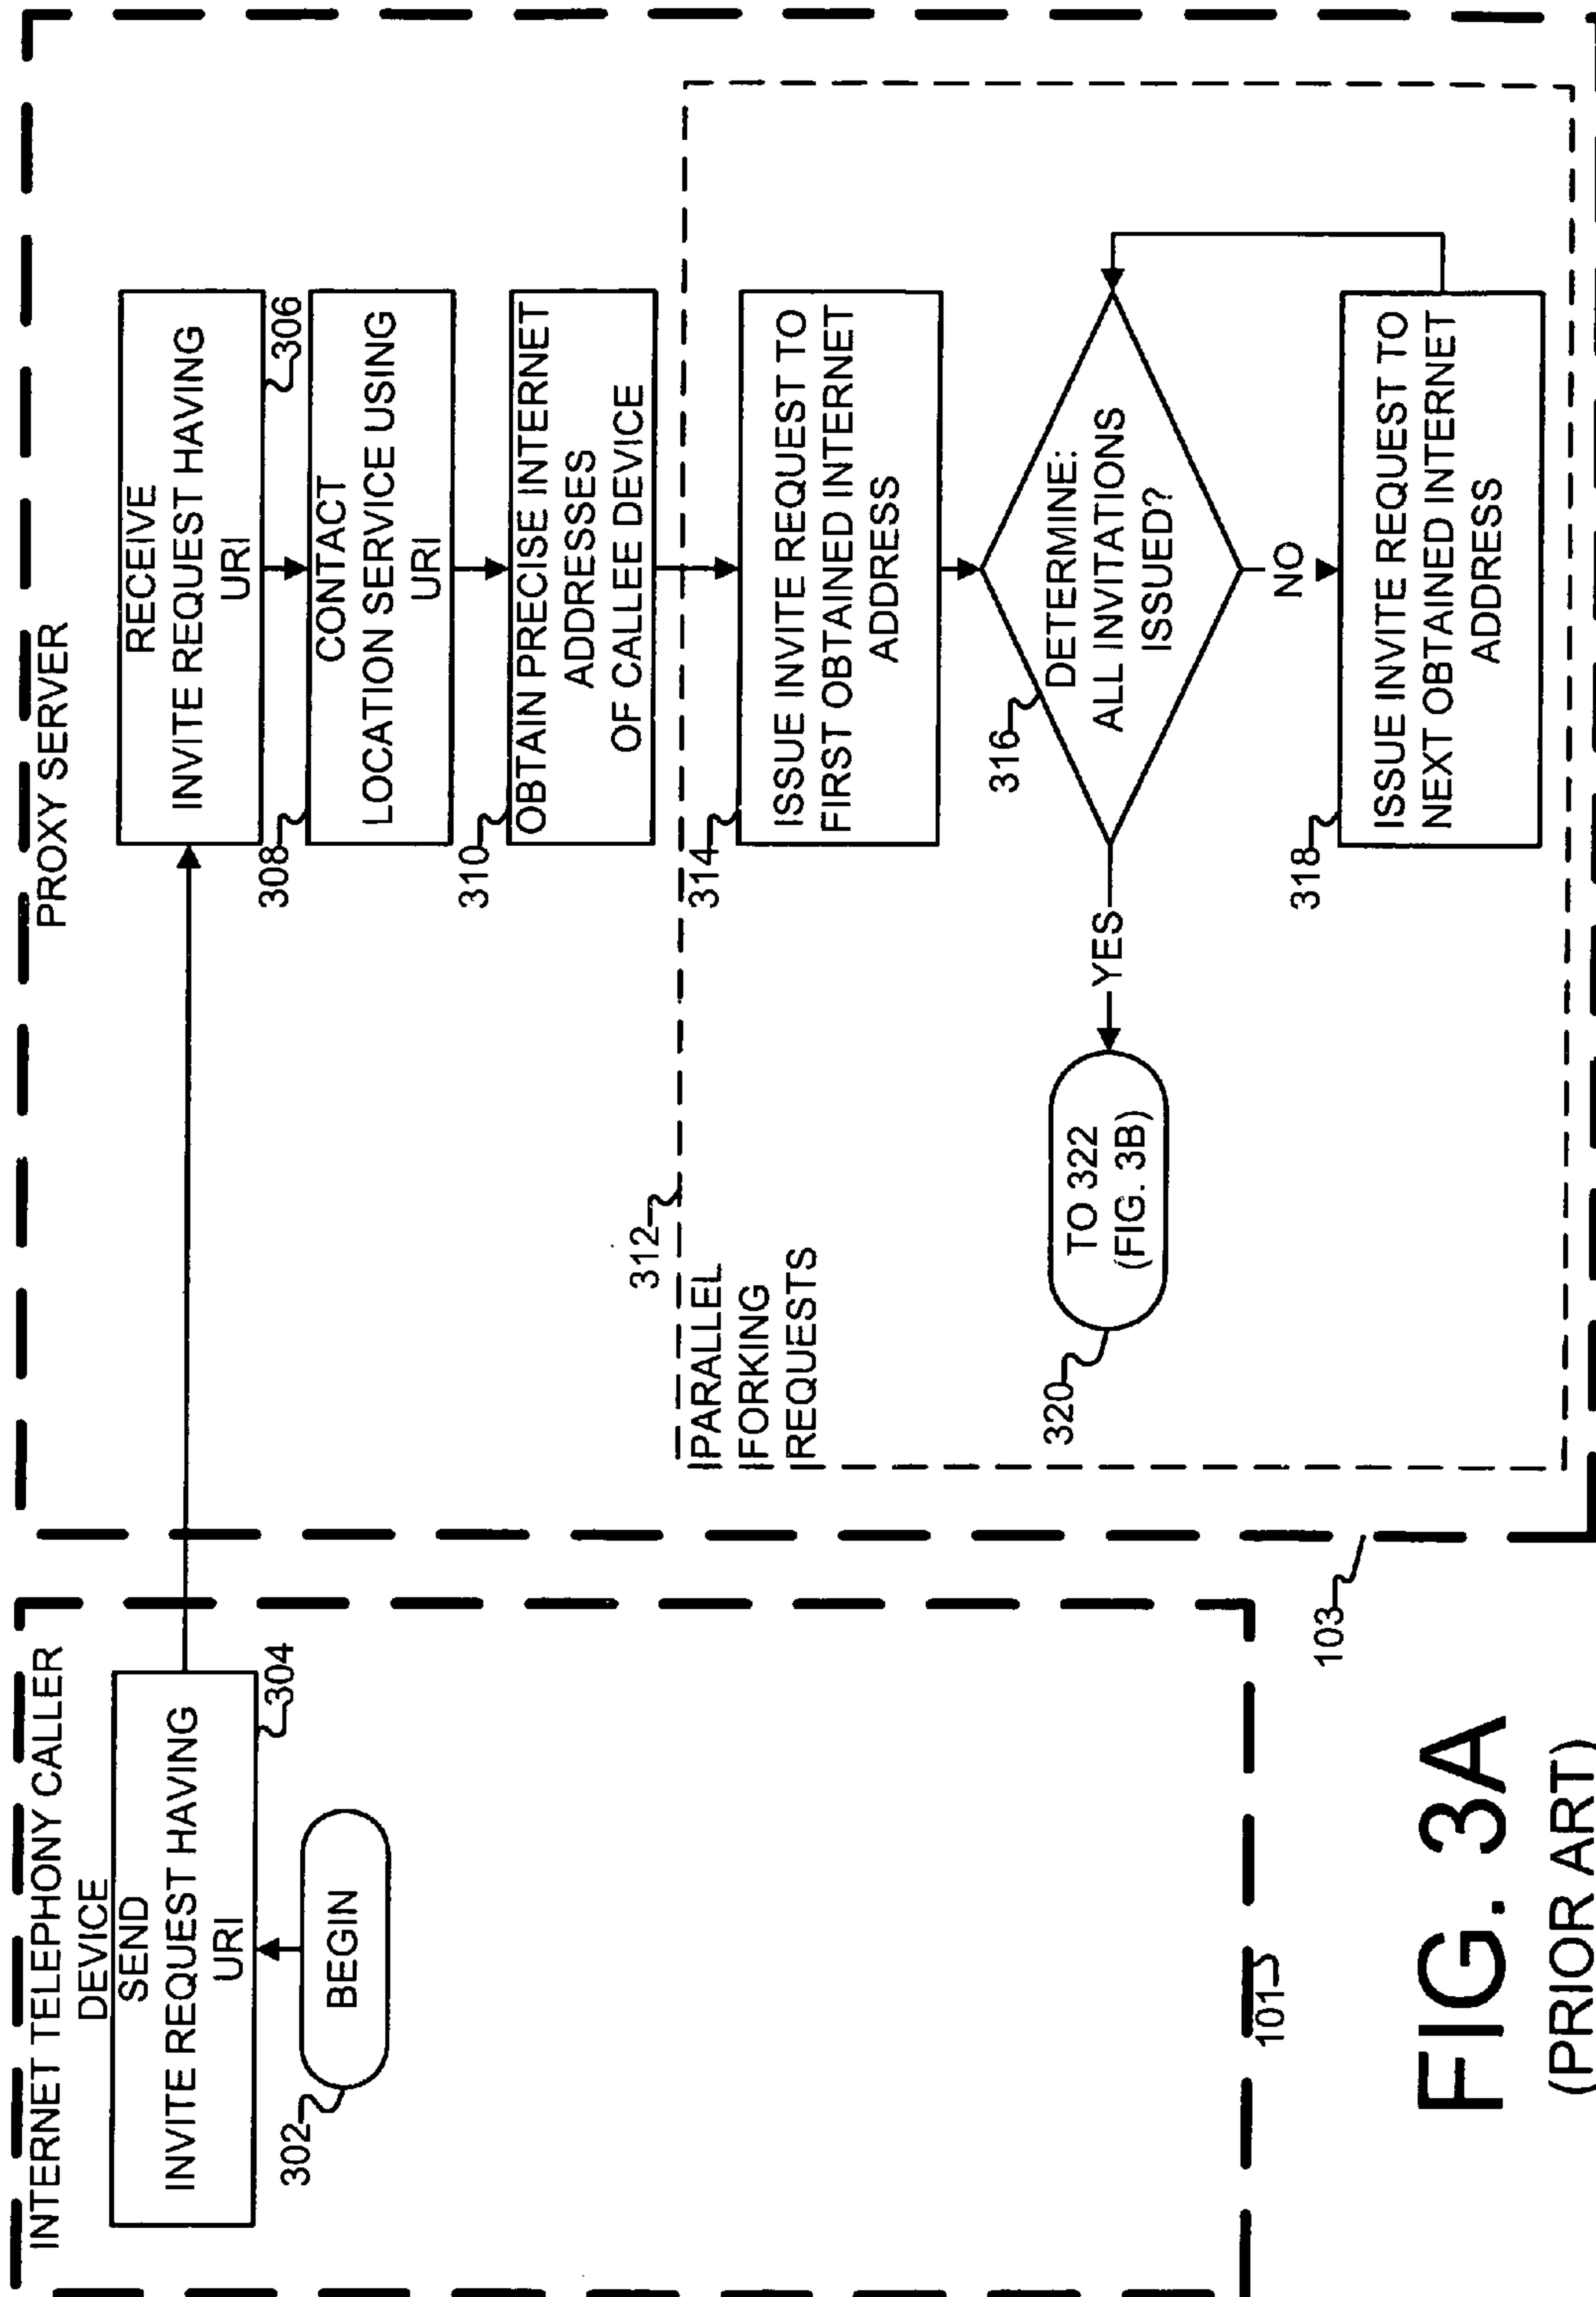 INTERNET TELEPHONY CALLER
DEVICE
SEND
INVITE REQUEST HAVING
URI
304
BEGIN
302
101
PROXY SERVER
RECEIVE
INVITE REQUEST HAVING
URI
306
308
CONTACT
LOCATION SERVICE USING
URI
310
OBTAIN PRECISE INTERNET
ADDRESSES
OF CALLEE DEVICE
312
PARALLEL
FORKING
REQUESTS
314
ISSUE INVITE REQUEST TO
FIRST OBTAINED INTERNET
ADDRESS
316
DETERMINE:
ALL INVITATIONS
ISSUED?
YES
NO
TO 322
(FIG. 3B)
320
318
ISSUE INVITE REQUEST TO
NEXT OBTAINED INTERNET
ADDRESS
103
FIG. 3A
(PRIOR ART)